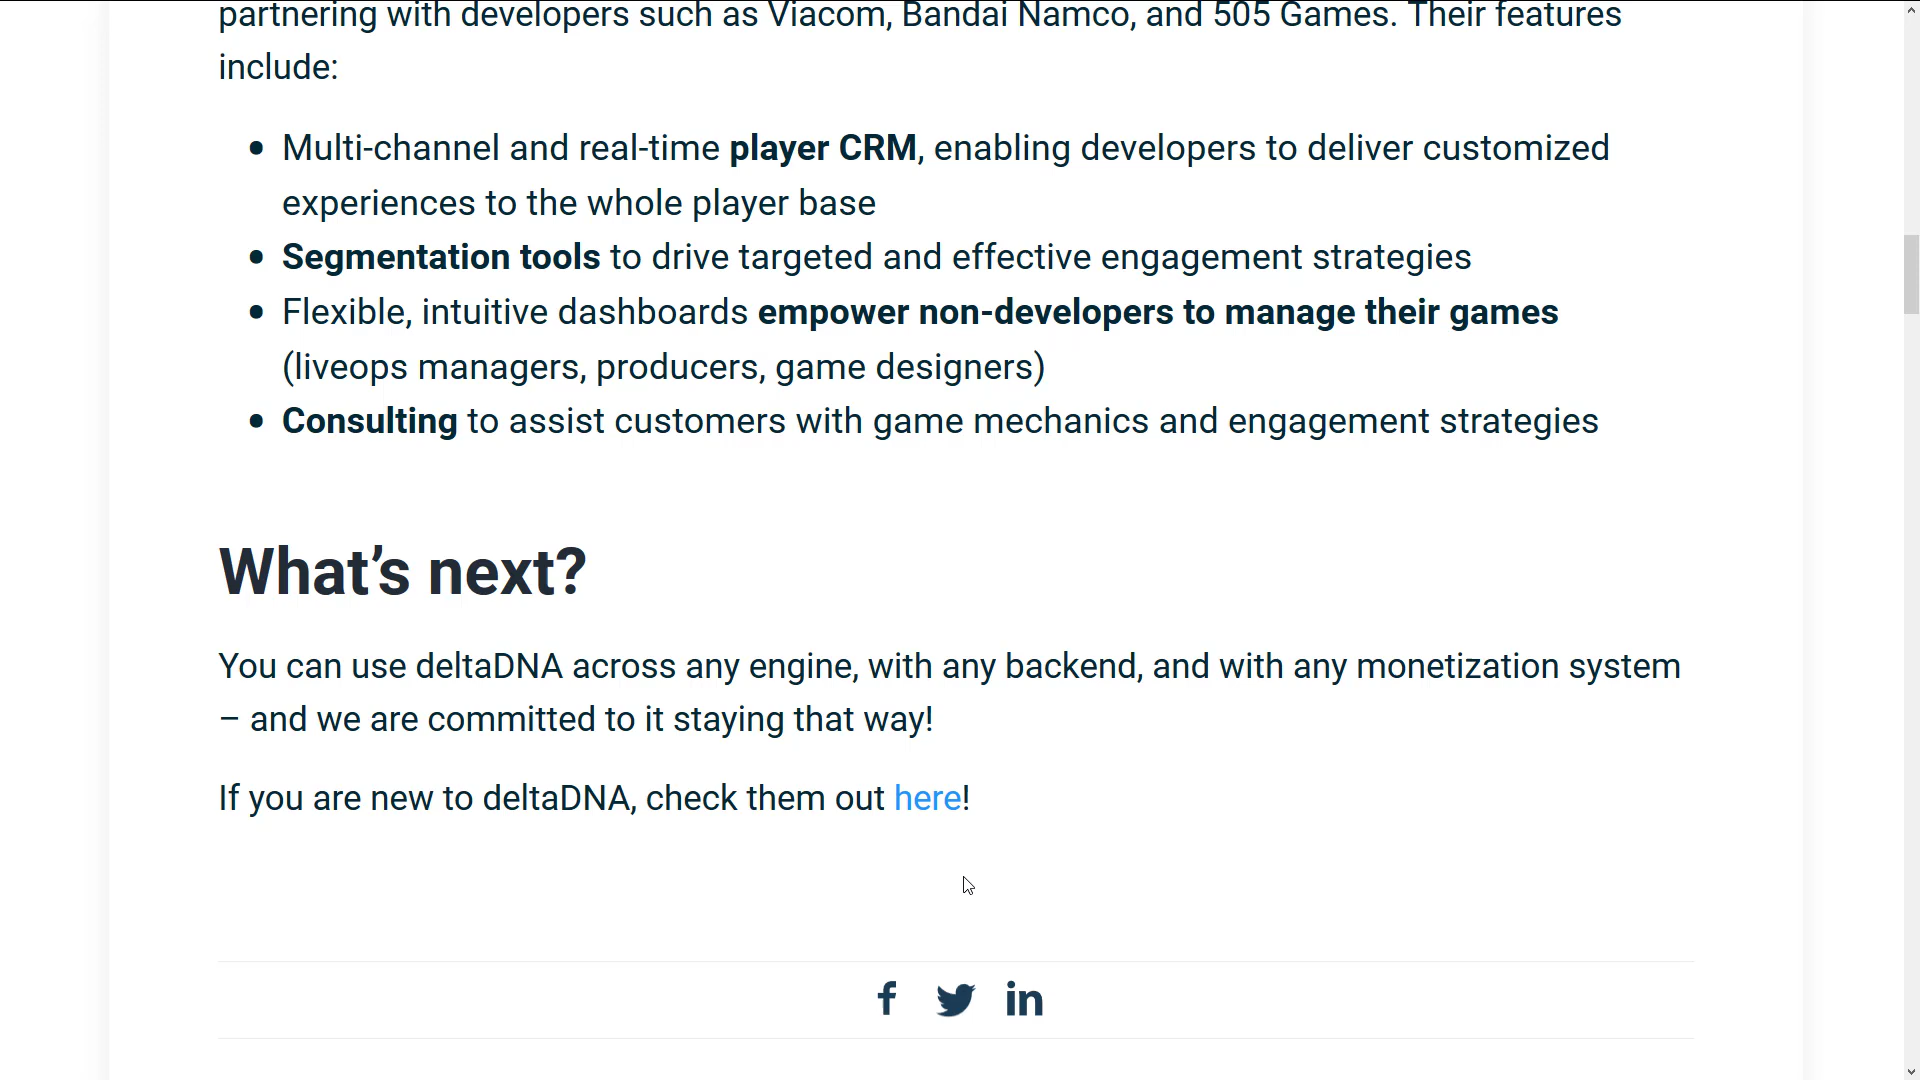 partnering with developers such as Viacom, Bandai Namco, and 505 Games. Their features
include:
• Multi-channel and real-time player CRM, enabling developers to deliver customized
experiences to the whole player base
• Segmentation tools to drive targeted and effective engagement strategies
• Flexible, intuitive dashboards empower non-developers to manage their games
(liveops managers, producers, game designers)
• Consulting to assist customers with game mechanics and engagement strategies
What’s next?
You can use deltaDNA across any engine, with any backend, and with any monetization system
– and we are committed to it staying that way!
If you are new to deltaDNA, check them out here!